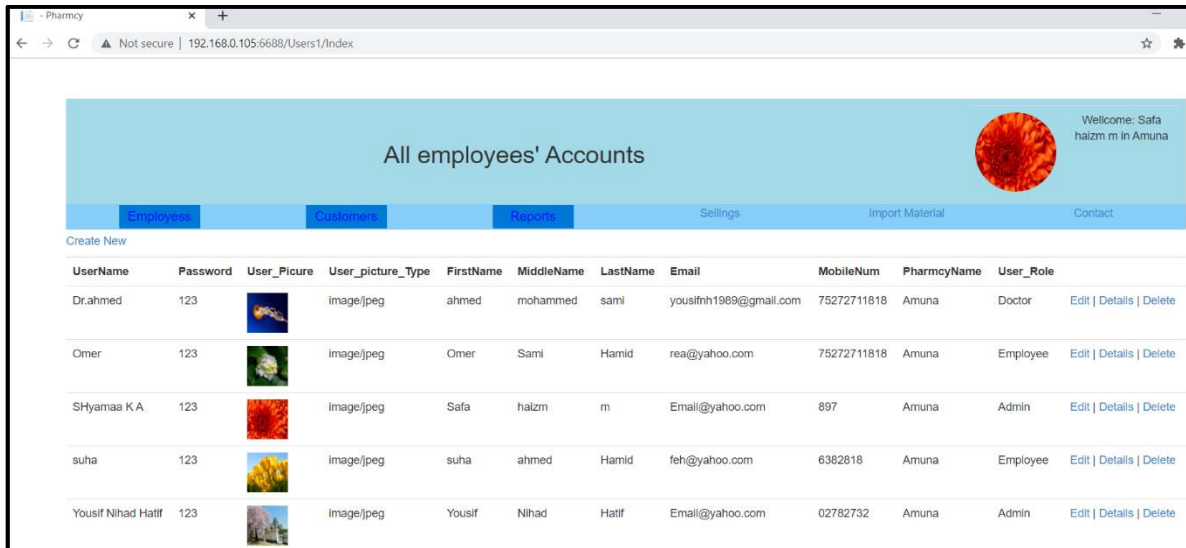 - Pharmcy
Not secure | 192.168.0.105:6688/Users1/Index
All employees' Accounts
Wellcome: Safa
haizm m in Amuna
Employess Customers Reports Sellings Import Material Contact
Create New
UserName Password User_Picure User_picture_Type FirstName MiddleName LastName Email MobileNum PharmcyName User_Role
Dr.ahmed 123 image/jpeg ahmed mohammed sami yousifnh1989@gmail.com 75272711818 Amuna Doctor Edit | Details | Delete
Omer 123 image/jpeg Omer Sami Hamid rea@yahoo.com 75272711818 Amuna Employee Edit | Details | Delete
SHyamaa K A 123 image/jpeg Safa haizm m Email@yahoo.com 897 Amuna Admin Edit | Details | Delete
suha 123 image/jpeg suha ahmed Hamid feh@yahoo.com 6382818 Amuna Employee Edit | Details | Delete
Yousif Nihad Hatif 123 image/jpeg Yousif Nihad Hatif Email@yahoo.com 02782732 Amuna Admin Edit | Details | Delete